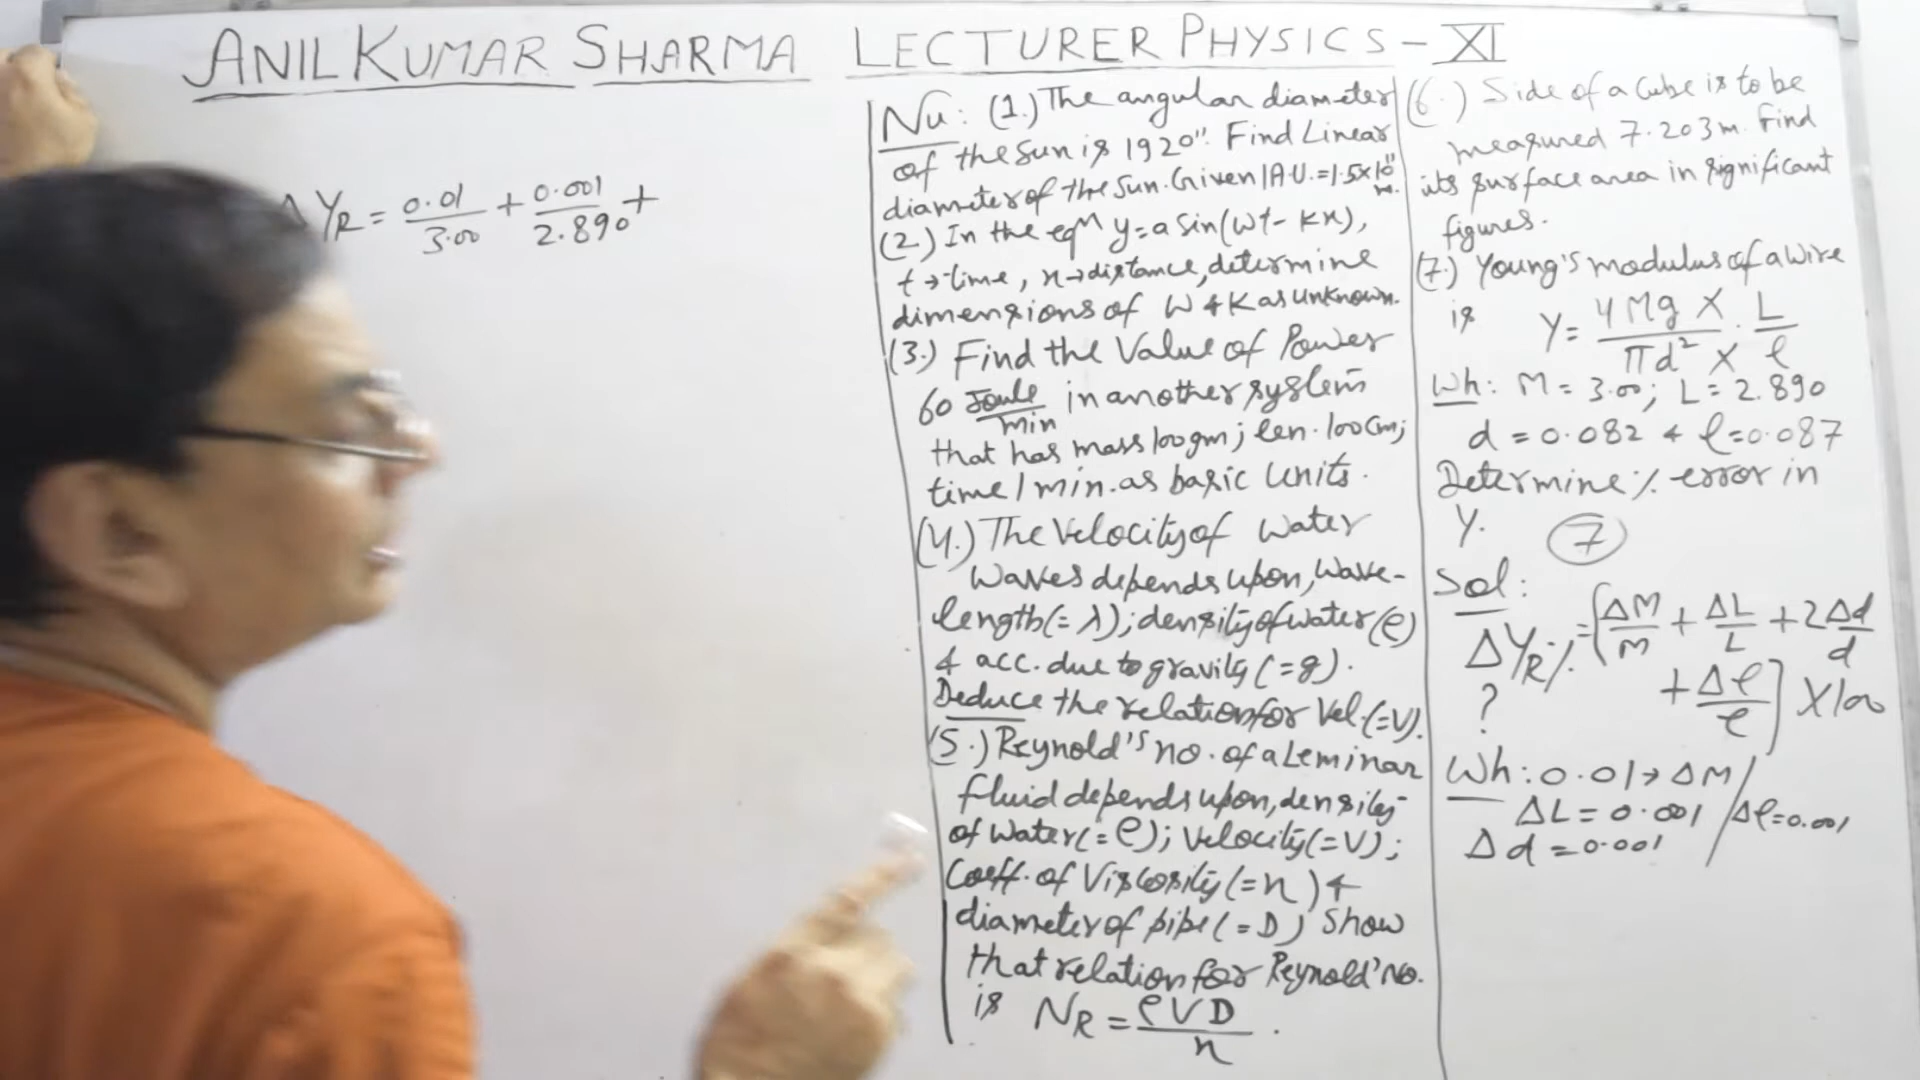 ANIL KUMAR SHARMA LECTURER PHYSICS - XI
Δ Y_R = 0.01/3.00 + 0.001/2.890 +
Nu: (1.) The angular diameter
of the Sun is 1920". Find Linear
diameter of the Sun. Given 1 A.U. = 1.5x10¹¹ m.
(2.) In the eqⁿ y = a Sin(wt - kx),
t → time, x → distance, determine
dimensions of W & K as unknown.
(3.) Find the Value of Power
60 Joule/min in another system
that has mass 100gm; len. 100Cm;
time 1 min. as basic Units.
(4.) The Velocity of Water
Waves depends upon, Wave-
length (= λ); density of water (ρ)
& acc. due to gravity (= g).
Deduce the relation for Vel. (= V).
(5.) Reynold's no. of a Leminar
fluid depends upon, density
of Water (= ρ); Velocity (= V);
Coeff. of Viscosity (= η) &
diameter of pipe (= D) Show
that relation for Reynold' No.
is N_R = ρVD/η .
(6.) Side of a Cube is to be
measured 7.203m. Find
its surface area in significant
figures.
(7.) Young's modulus of a Wire
is Y = 4Mg X/πd² X . L/ℓ
Wh: M = 3.00; L = 2.890
d = 0.082 & ℓ = 0.087
Determine % error in
Y. 7
Sol:
Δ Y_R % = [ΔM/M + ΔL/L + 2Δd/d
? + Δℓ/ℓ] X100
Wh: 0.01 → ΔM /
ΔL = 0.001 / Δℓ = 0.001
Δd = 0.001